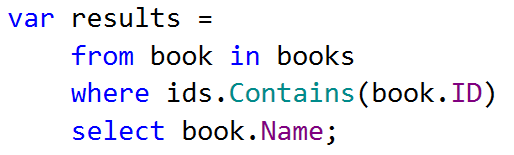 var results =
    from book in books
    where ids.Contains(book.ID)
    select book.Name;